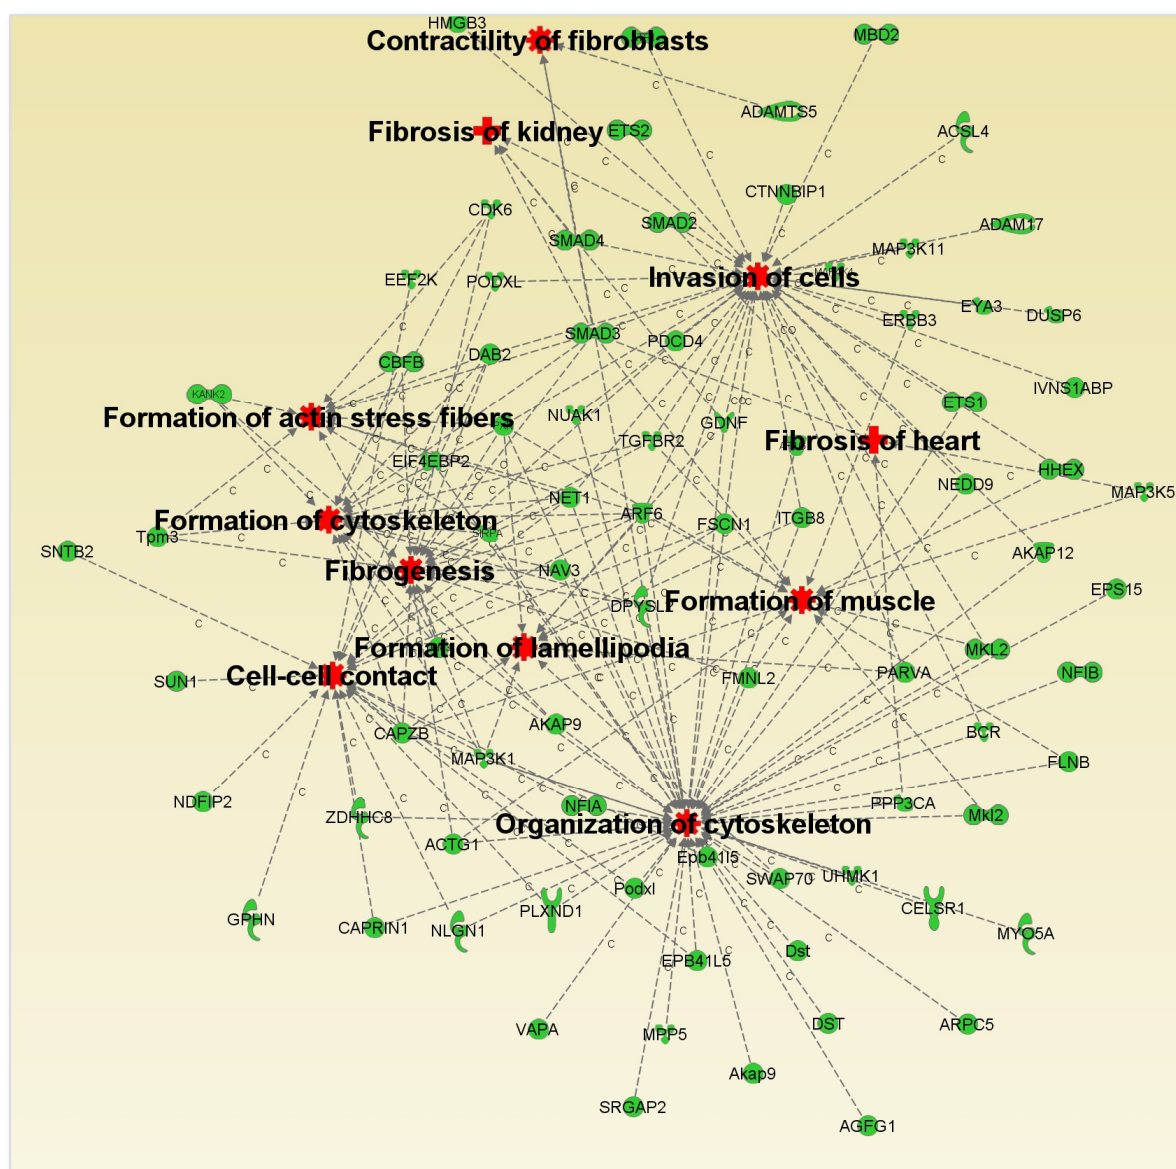 HMGB3
Contractility of fibroblasts
MBD2
ADAMTS5
Fibrosis of kidney
ETS2
ACSL4
CTNNBIP1
CDK6
SMAD2
ADAM17
SMAD4
MAP3K11
EEF2K
PODXL
Invasion of cells
EYA3
DUSP6
ERBB3
SMAD3
PDCD4
DAB2
CBFB
IVNS1ABP
KANK2
ETS1
Formation of actin stress fibers
NUAK1
GDNF
TGFBR2
Fibrosis of heart
EIF4EBP2
HHEX
NEDD9
MAP3K5
NET1
ARF6
FSCN1
ITGB8
Formation of cytoskeleton
Tpm3
SNTB2
AKAP12
Fibrogenesis
NAV3
EPS15
DPYSL2
Formation of muscle
Formation of lamellipodia
MKL2
Cell-cell contact
SUN1
FMNL2
PARVA
NFIB
AKAP9
CAPZB
BCR
MAP3K1
FLNB
NDFIP2
NFIA
PPP3CA
ZDHHC8
Mkl2
Organization of cytoskeleton
ACTG1
Epb41l5
SWAP70
UHMK1
Podxl
GPHN
CAPRIN1
NLGN1
PLXND1
CELSR1
MYO5A
Dst
EPB41L5
VAPA
MPP5
DST
ARPC5
Akap9
SRGAP2
AGFG1